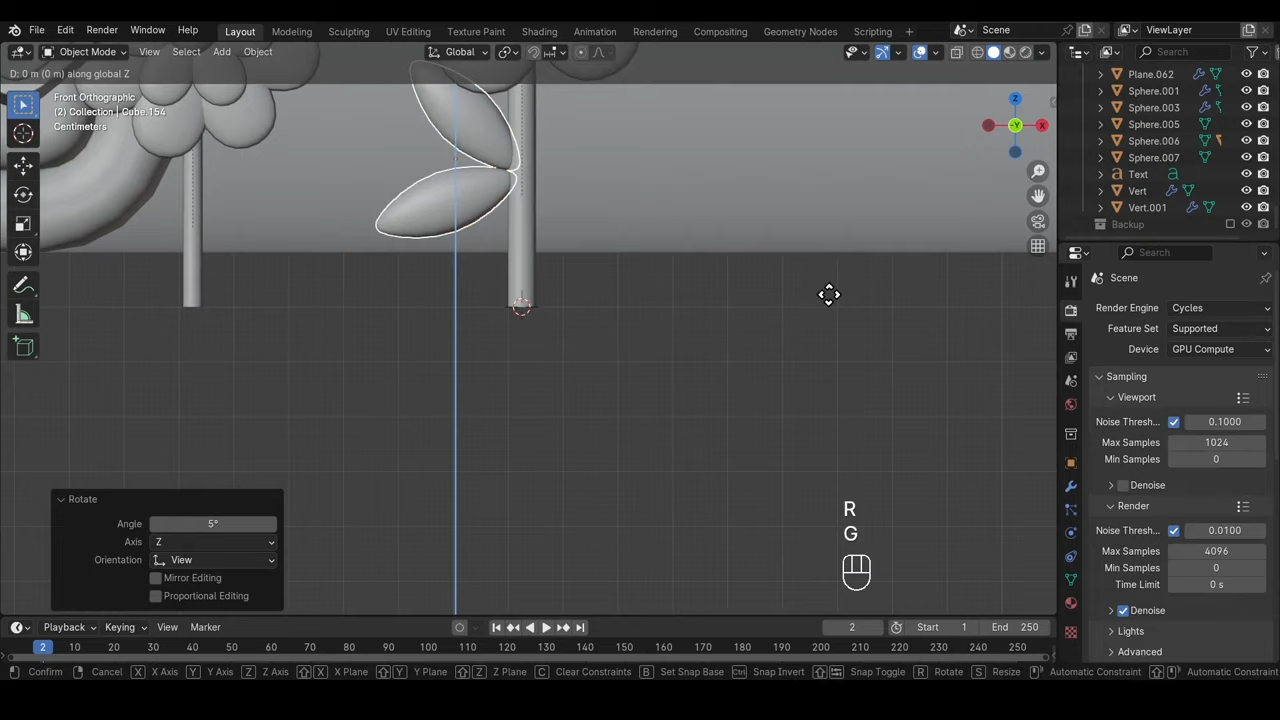 File Edit Render Window Help Layout Modeling Sculpting UV Editing Texture Paint Shading Animation Rendering Compositing Geometry Nodes Scripting Scene ViewLayer
Object Mode View Select Add Object Global Search
D: 0 m (0 m) along global Z
Front Orthographic
(2) Collection | Cube.154
Centimeters
Z
-Y
X
Plane.062
Sphere.001
Sphere.003
Sphere.005
Sphere.006
Sphere.007
Text
Vert
Vert.001
Backup
Search
Scene
Render Engine Cycles
Feature Set Supported
Device GPU Compute
Sampling
Viewport
Noise Thresh... 0.1000
Max Samples 1024
Min Samples 0
Denoise
Render
Noise Thresh... 0.0100
Max Samples 4096
Min Samples 0
Time Limit 0 s
Denoise
Lights
Advanced
Rotate
Angle 5°
Axis Z
Orientation View
Mirror Editing
Proportional Editing
R
G
Playback Keying View Marker 2 Start 1 End 250
2 10 20 30 40 50 60 70 80 90 100 110 120 130 140 150 160 170 180 190 200 210 220 230 240 250
Confirm Cancel X X Axis Y Y Axis Z Z Axis X X Plane Y Y Plane Z Z Plane C Clear Constraints B Set Snap Base Ctrl Snap Invert Snap Toggle R Rotate S Resize Automatic Constraint Automatic Constraint